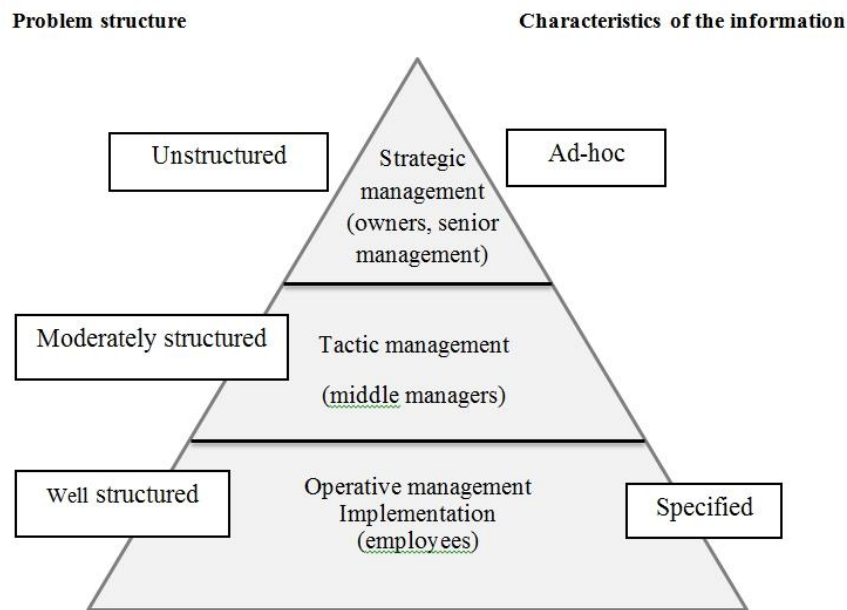 Problem structure
Characteristics of the information
Unstructured
Ad-hoc
Strategic
management
(owners, senior
management)
Moderately structured
Tactic management
(middle managers)
Well structured
Operative management
Implementation
(employees)
Specified